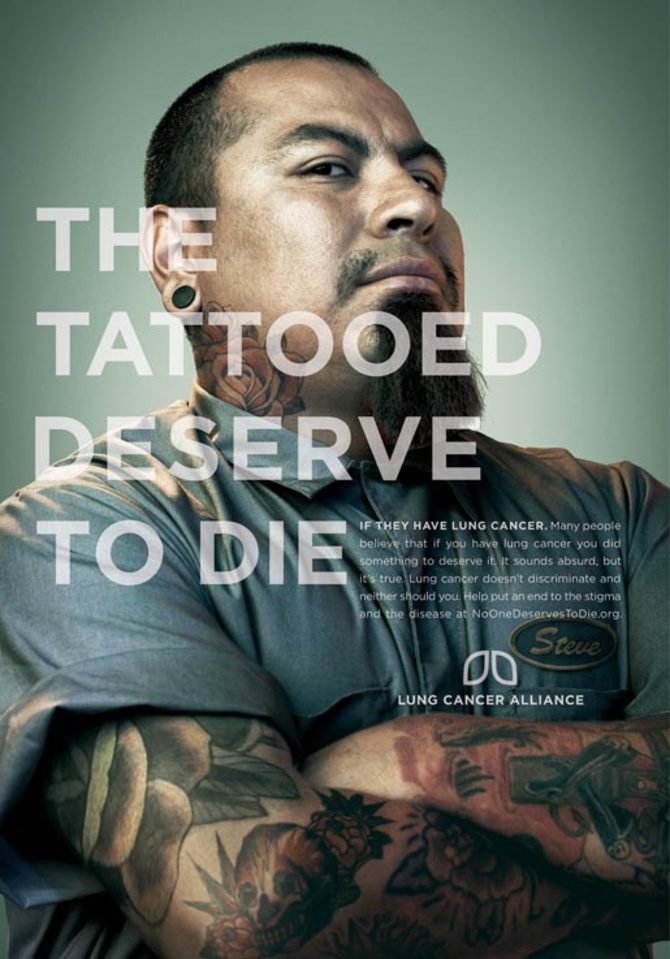 THE
TATTOOED
DESERVE
TO DIE
IF THEY HAVE LUNG CANCER. Many people
believe that if you have lung cancer you did
something to deserve it. It sounds absurd, but
it's true. Lung cancer doesn't discriminate and
neither should you. Help put an end to the stigma
and the disease at NoOneDeservesToDie.org.
Steve
LUNG CANCER ALLIANCE